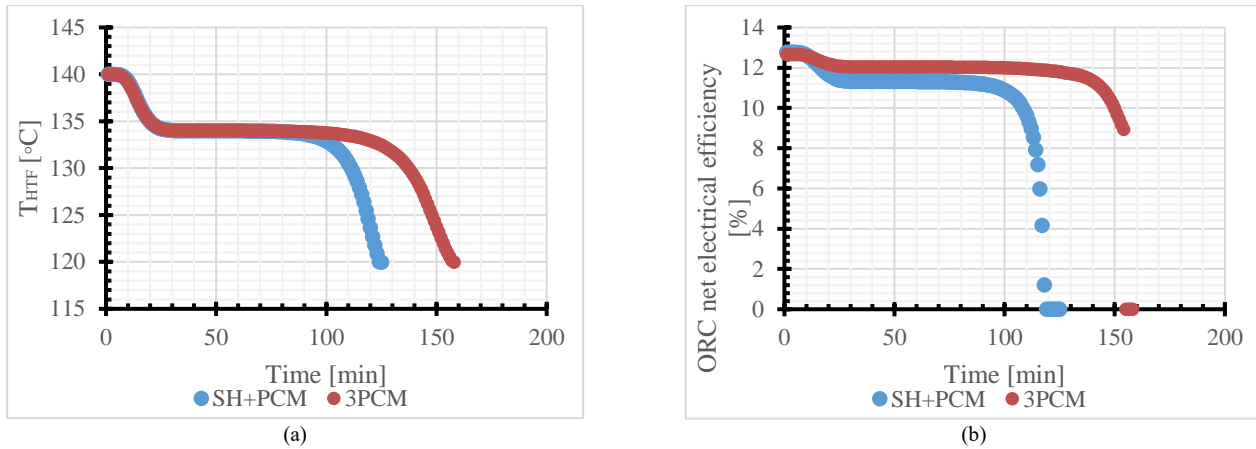 145
140
135
130
125
120
115
0
50
100
150
200
T_HTF [◦C]
Time [min]
SH+PCM
3PCM
(a)
14
12
10
8
6
4
2
0
0
50
100
150
200
ORC net electrical efficiency
[%]
Time [min]
SH+PCM
3PCM
(b)